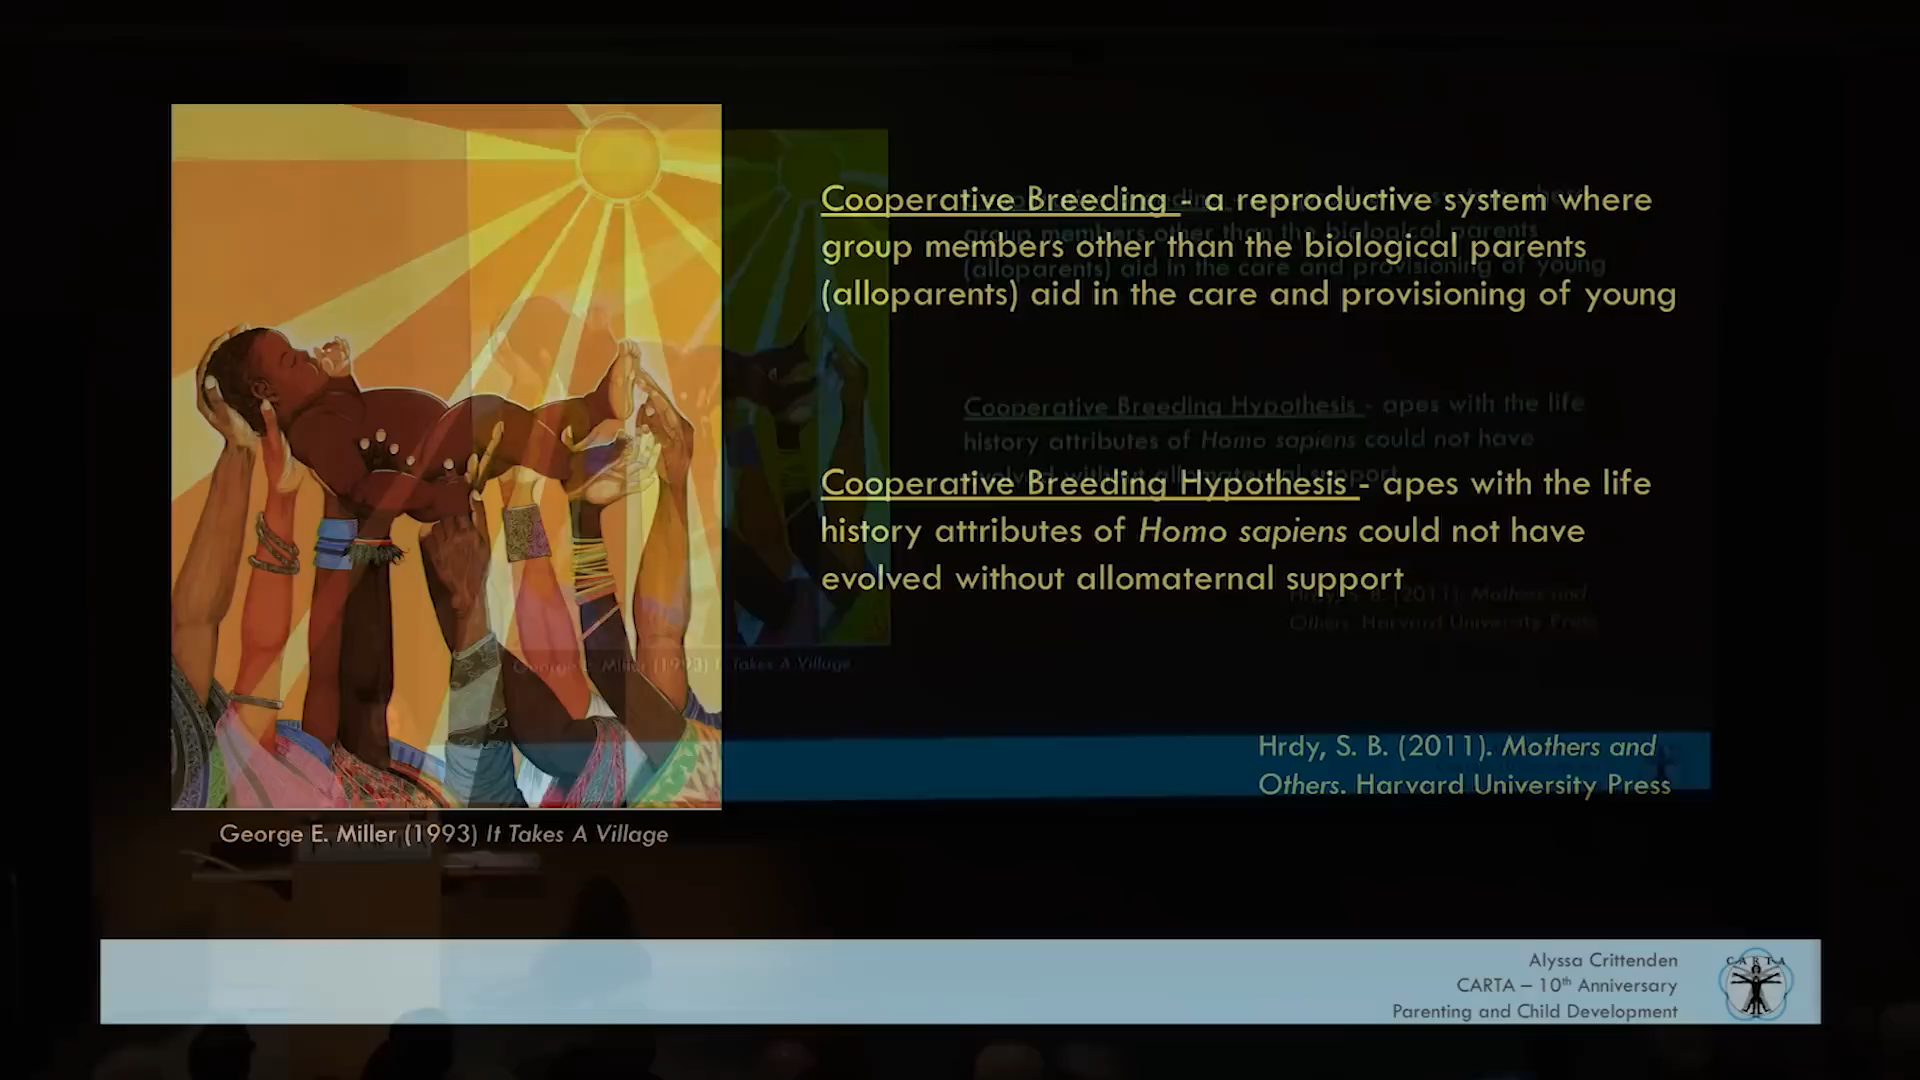 Cooperative Breeding - a reproductive system where
group members other than the biological parents
(alloparents) aid in the care and provisioning of young
Cooperative Breeding Hypothesis - apes with the life
history attributes of Homo sapiens could not have
evolved without allomaternal support
Hrdy, S. B. (2011). Mothers and
Others. Harvard University Press
George E. Miller (1993) It Takes A Village
Alyssa Crittenden
CARTA – 10th Anniversary
Parenting and Child Development
CARTA